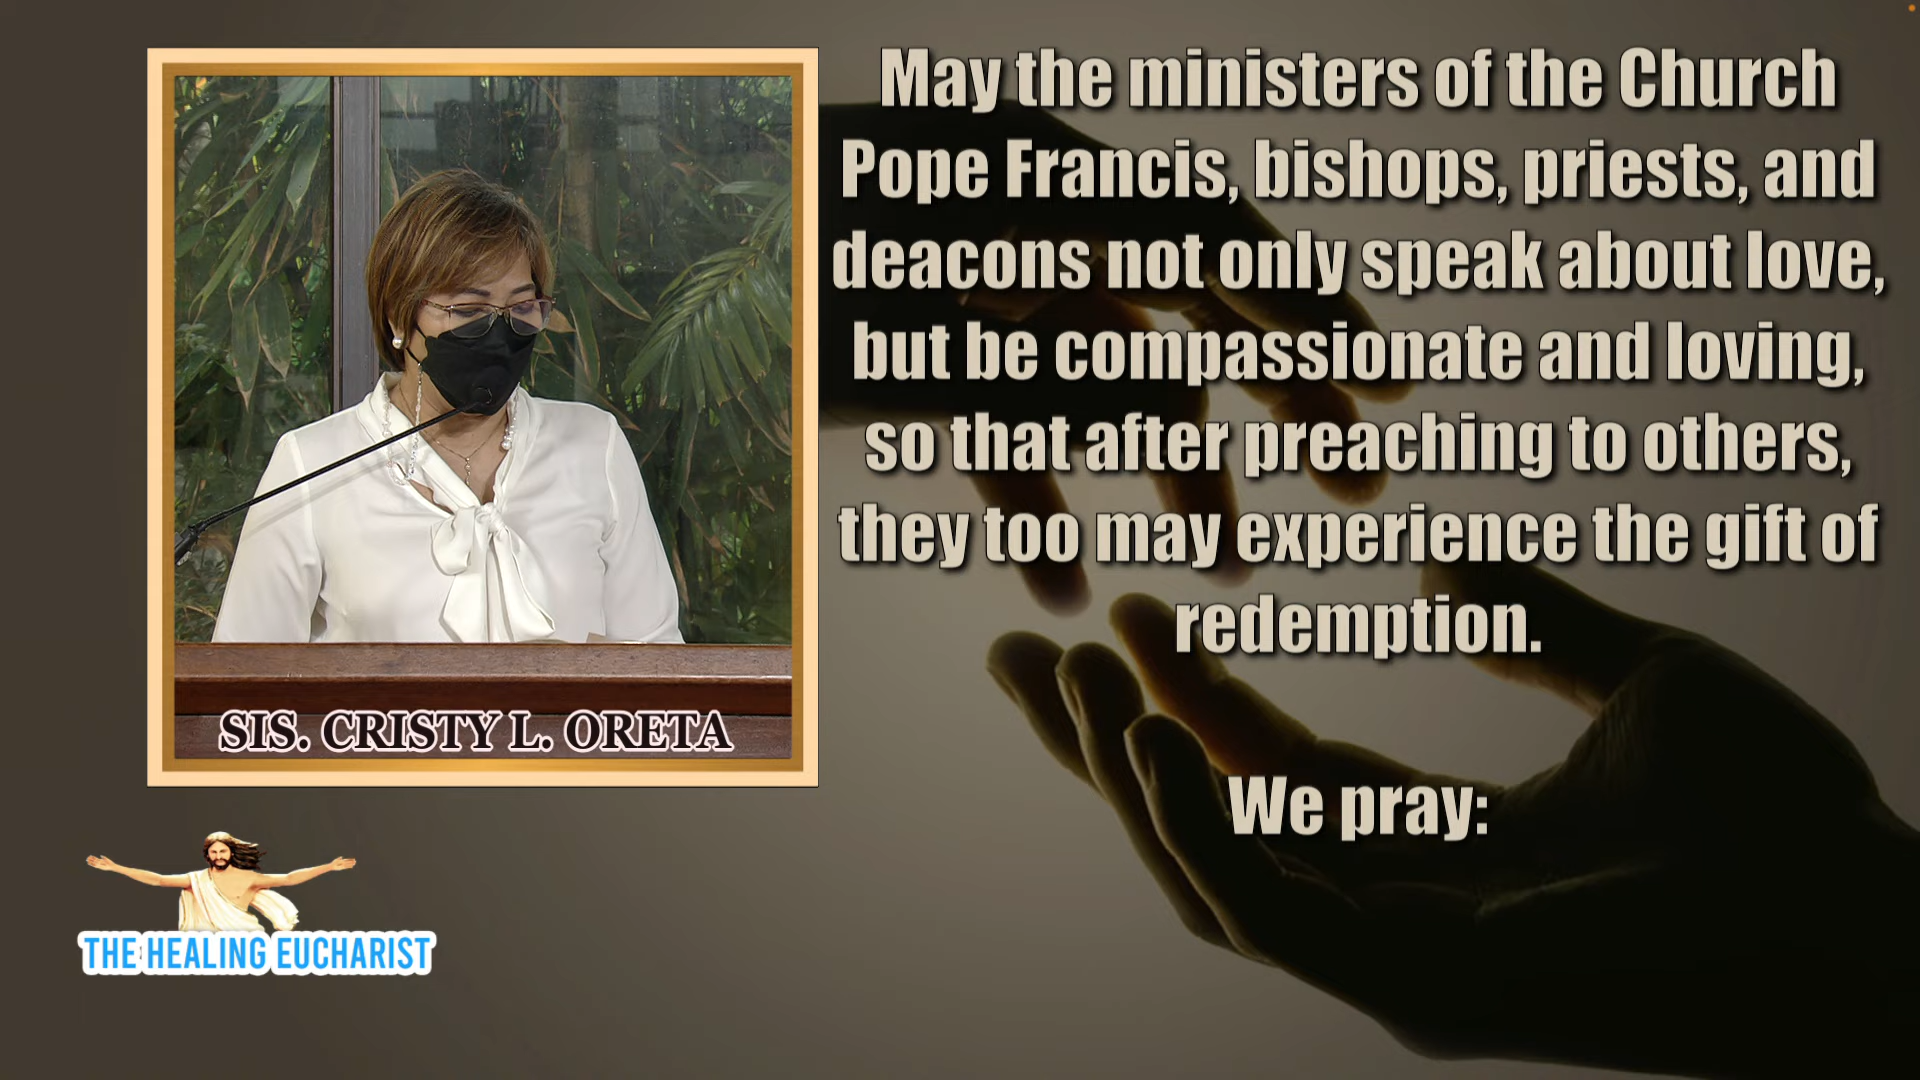 May the ministers of the Church
Pope Francis, bishops, priests, and
deacons not only speak about love,
but be compassionate and loving,
so that after preaching to others,
they too may experience the gift of
redemption.
We pray:
SIS. CRISTY L. ORETA
THE HEALING EUCHARIST